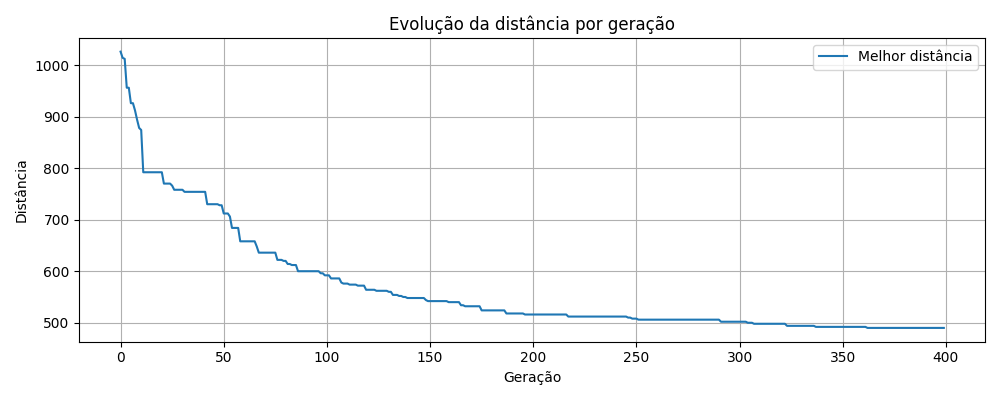 Evolução da distância por geração
Melhor distância
Distância
1000
900
800
700
600
500
0 50 100 150 200 250 300 350 400
Geração